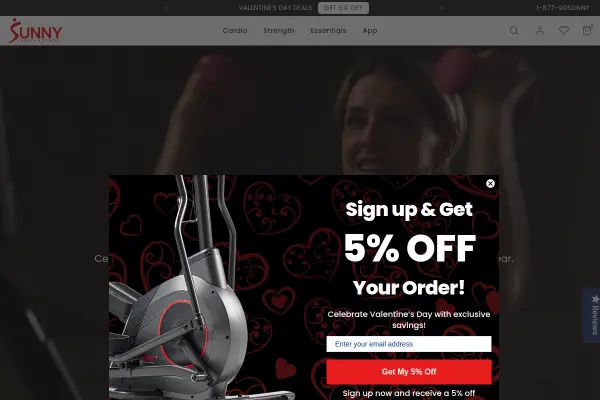 VALENTINE'S DAY DEALS GET 5% OFF
1-877-90SUNNY
SUNNY
HEALTH & FITNESS
Cardio Strength Essentials App
Sign up & Get
5% OFF
Your Order!
Celebrate Valentine's Day with exclusive
savings!
Enter your email address
Get My 5% Off
Sign up now and receive a 5% off
Ce
ear.
Reviews